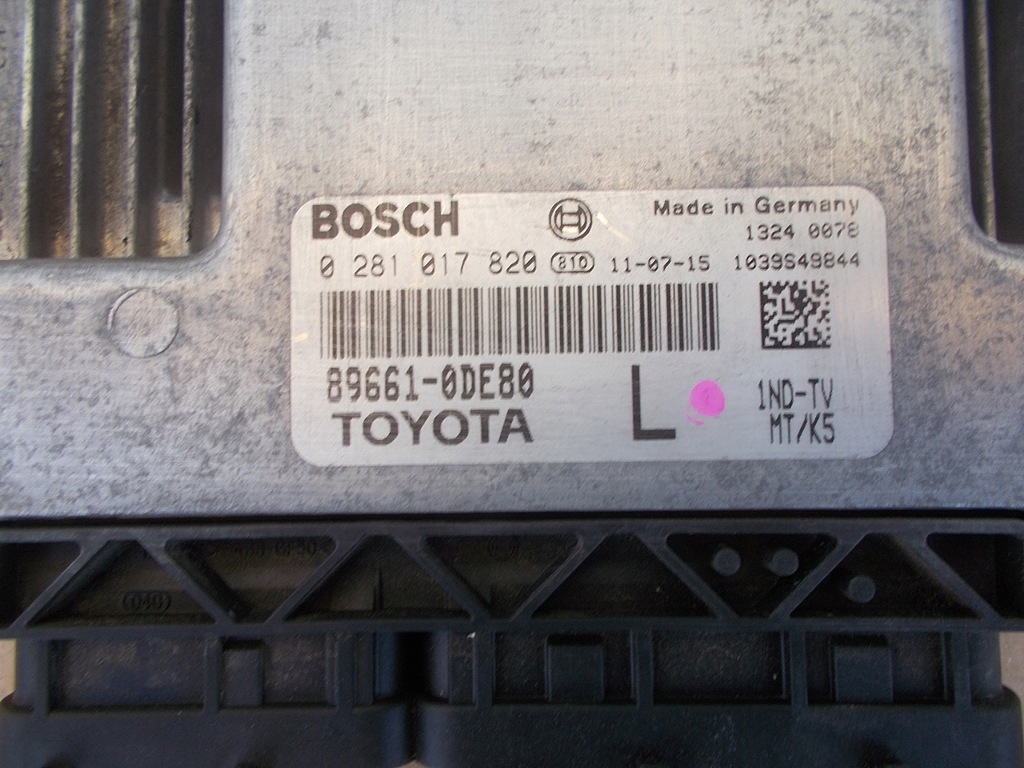 BOSCH
Made in Germany
1324 0078
0 281 017 820 810 11-07-15 1039S49844
89661-0DE80
TOYOTA
L
1ND-TV
MT/K5
(040)